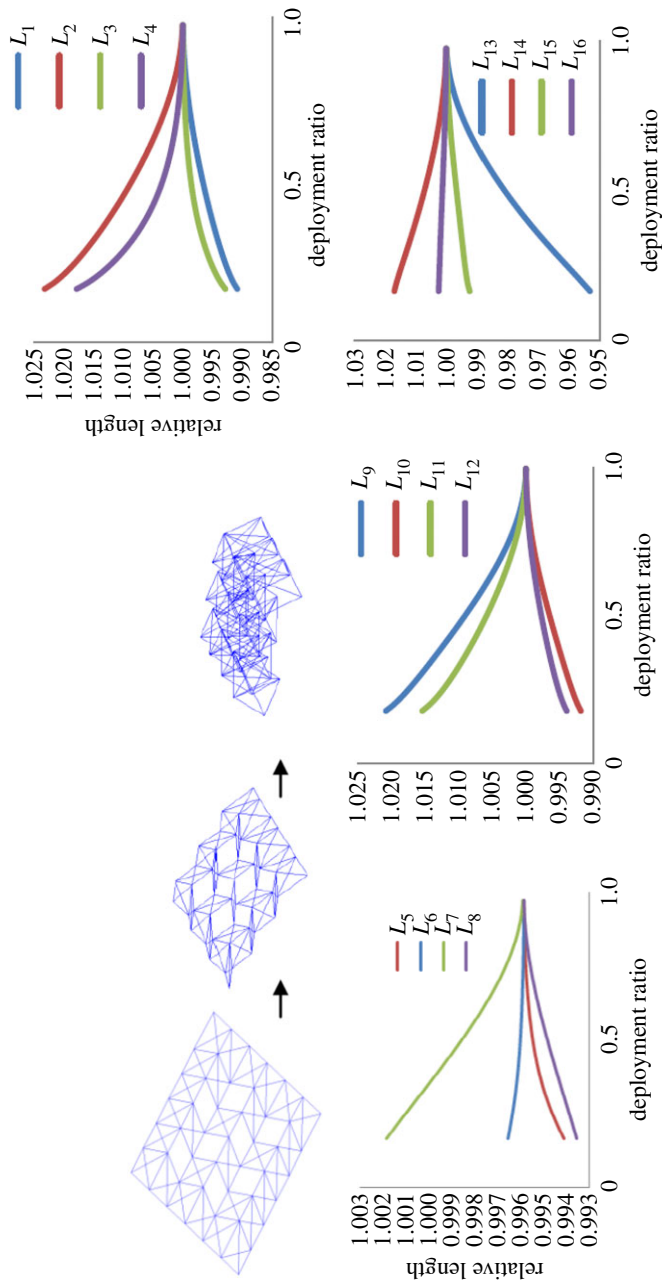 1.025
1.020
1.015
1.010
1.005
1.000
0.995
0.990
0.985
relative length
0
0.5
1.0
deployment ratio
L1
L2
L3
L4
1.003
1.002
1.001
1.000
0.999
0.998
0.997
0.996
0.995
0.994
0.993
relative length
0
0.5
1.0
deployment ratio
L5
L6
L7
L8
1.025
1.020
1.015
1.010
1.005
1.000
0.995
0.990
0
0.5
1.0
deployment ratio
L9
L10
L11
L12
1.03
1.02
1.01
1.00
0.99
0.98
0.97
0.96
0.95
0
0.5
1.0
deployment ratio
L13
L14
L15
L16